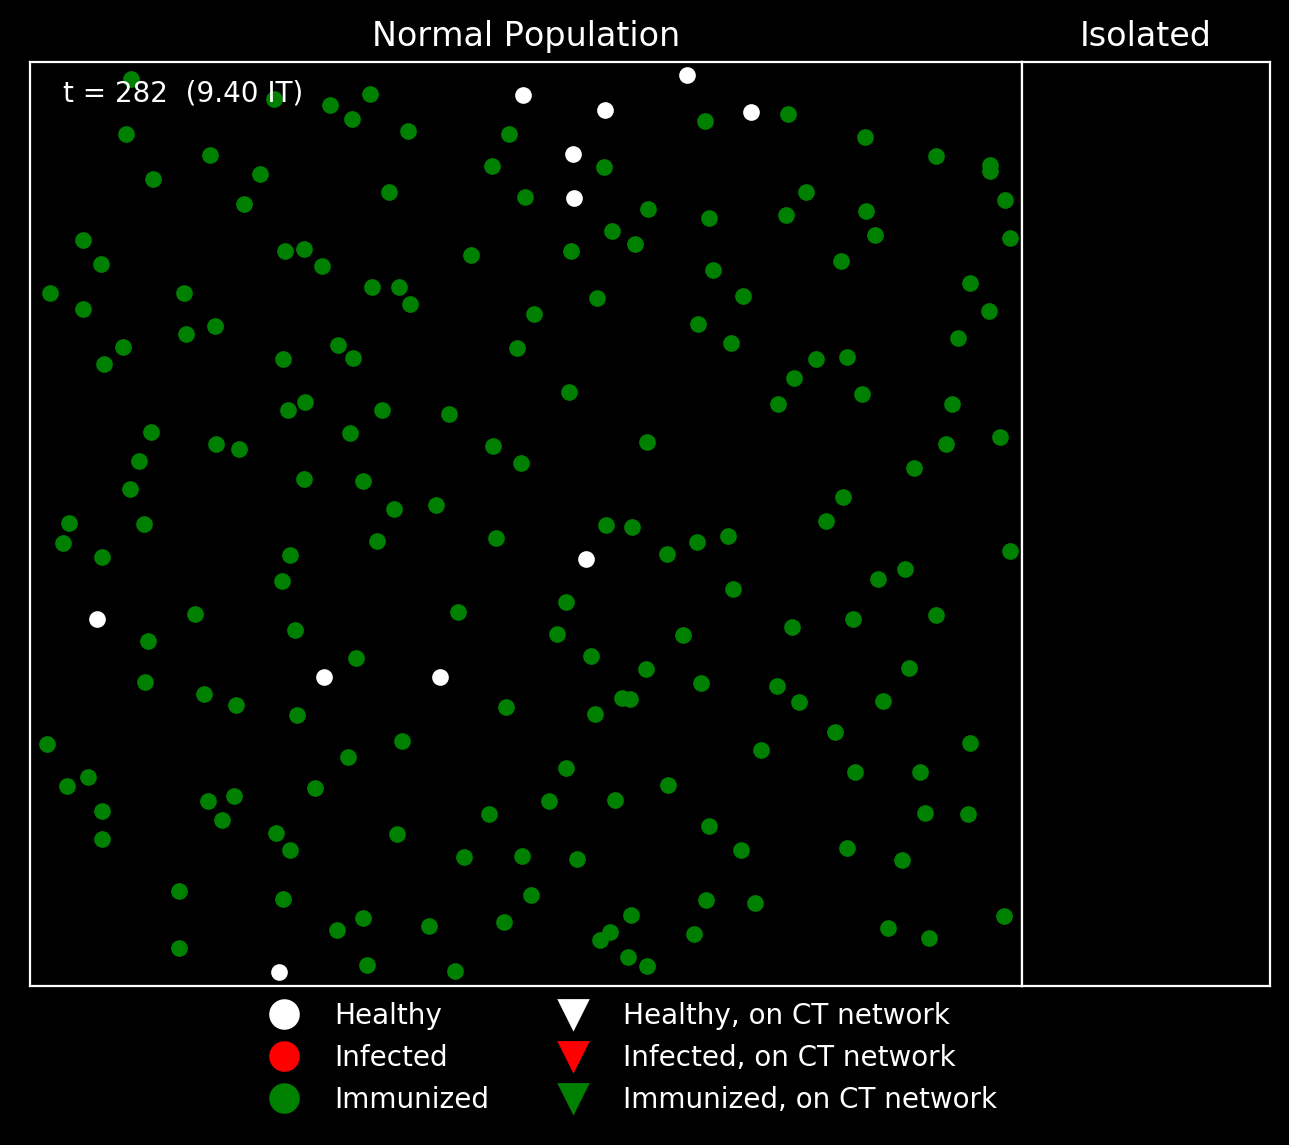 Normal Population
Isolated
t = 282  (9.40 IT)
Healthy
Infected
Immunized
Healthy, on CT network
Infected, on CT network
Immunized, on CT network